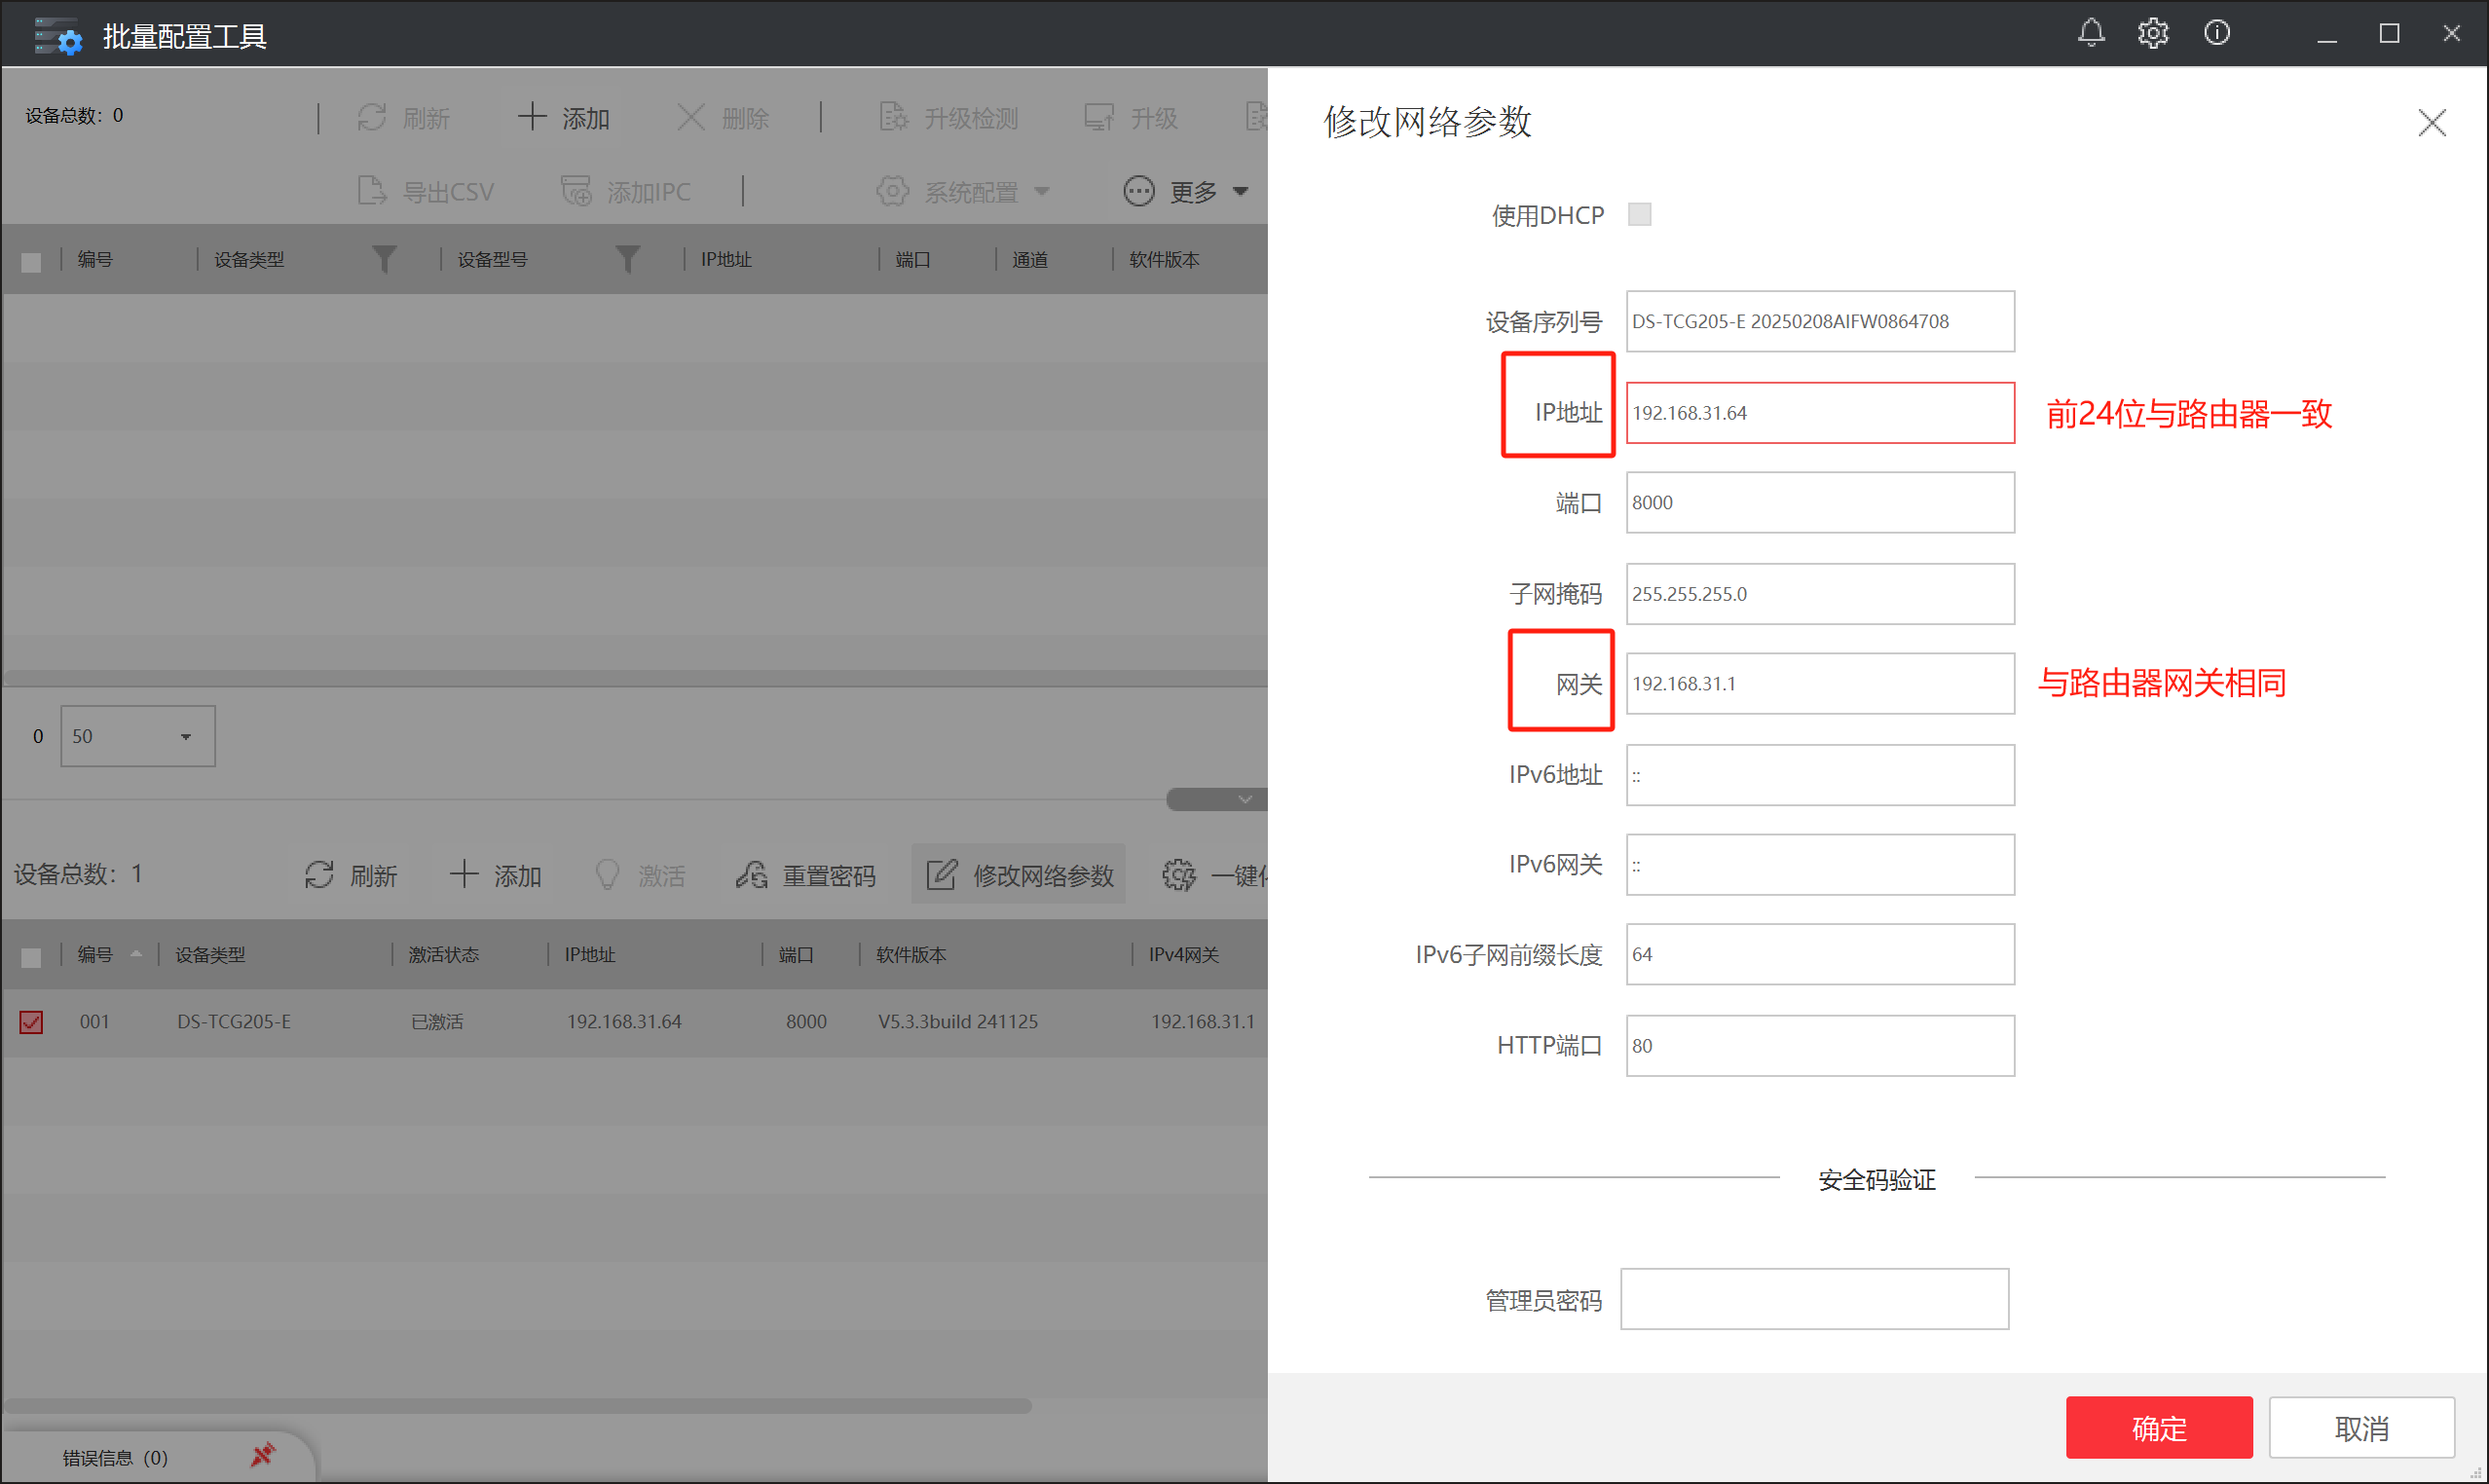 批量配置工具
设备总数：0
刷新
添加
删除
升级检测
升级
导出CSV
添加IPC
系统配置
更多
编号
设备类型
设备型号
IP地址
端口
通道
软件版本
0
50
设备总数：1
刷新
添加
激活
重置密码
修改网络参数
一键
编号
设备类型
激活状态
IP地址
端口
软件版本
IPv4网关
001
DS-TCG205-E
已激活
192.168.31.64
8000
V5.3.3build 241125
192.168.31.1
错误信息（0）
修改网络参数
使用DHCP
设备序列号 DS-TCG205-E 20250208AIFW0864708
IP地址 192.168.31.64 前24位与路由器一致
端口 8000
子网掩码 255.255.255.0
网关 192.168.31.1 与路由器网关相同
IPv6地址 ::
IPv6网关 ::
IPv6子网前缀长度 64
HTTP端口 80
安全码验证
管理员密码
确定
取消